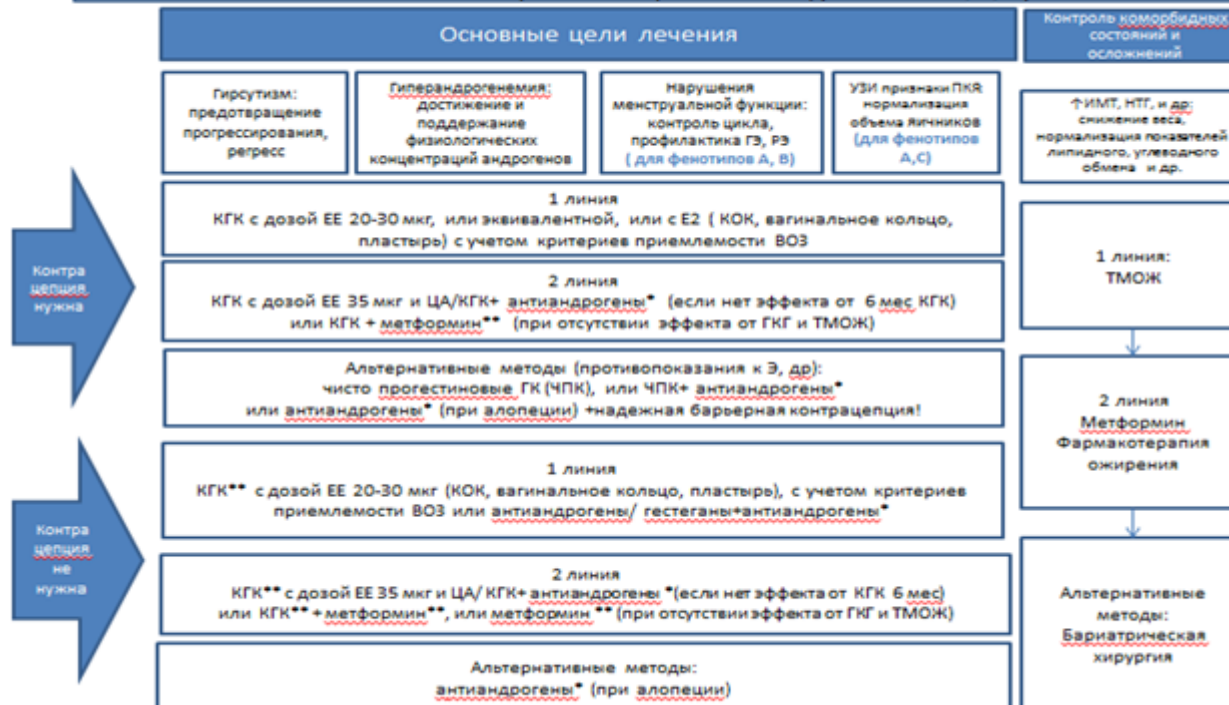 Основные цели лечения
Контроль коморбидных
состояний и
осложнений
Гирсутизм:
предотвращение
прогрессирования,
регресс
Гиперандрогенемия:
достижение и
поддержание
физиологических
концентраций андрогенов
Нарушения
менструальной функции:
контроль цикла,
профилактика ГЭ, РЭ
( для фенотипов А, В)
УЗИ признаки ПКЯ:
нормализация
объема яичников
(для фенотипов
А,С)
↑ИМТ, НТГ, и др:
снижение веса,
нормализация показателей
липидного, углеводного
обмена и др.
Контра
цепция
нужна
1 линия
КГК с дозой ЕЕ 20-30 мкг, или эквивалентной, или с Е2 ( КОК, вагинальное кольцо,
пластырь) с учетом критериев приемлемости ВОЗ
2 линия
КГК с дозой ЕЕ 35 мкг и ЦА/КГК+ антиандрогены* (если нет эффекта от 6 мес КГК)
или КГК + метформин** (при отсутствии эффекта от ГКГ и ТМОЖ)
Альтернативные методы (противопоказания к Э, др):
чисто прогестиновые ГК (ЧПК), или ЧПК+ антиандрогены*
или антиандрогены* (при алопеции) +надежная барьерная контрацепция!
Контра
цепция
не
нужна
1 линия
КГК** с дозой ЕЕ 20-30 мкг (КОК, вагинальное кольцо, пластырь), с учетом критериев
приемлемости ВОЗ или антиандрогены/ гестагены+антиандрогены*
2 линия
КГК** с дозой ЕЕ 35 мкг и ЦА/ КГК+ антиандрогены *(если нет эффекта от КГК 6 мес)
или КГК** + метформин**, или метформин ** (при отсутствии эффекта от ГКГ и ТМОЖ)
Альтернативные методы:
антиандрогены* (при алопеции)
1 линия:
ТМОЖ
2 линия
Метформин
Фармакотерапия
ожирения
Альтернативные
методы:
Бариатрическая
хирургия